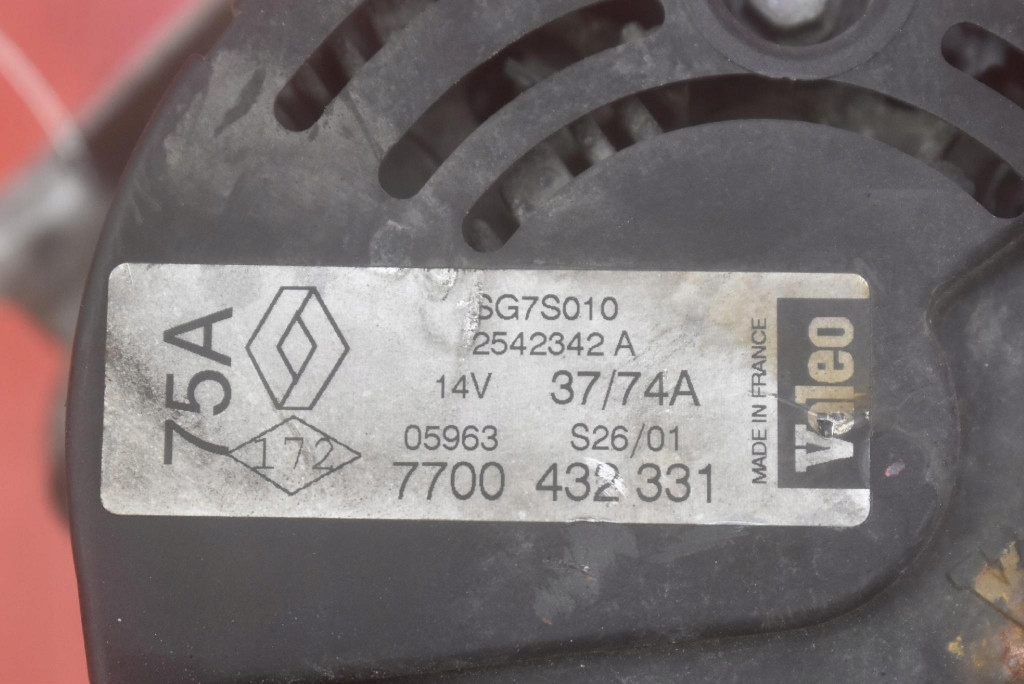 75A
172
SG7S010
2542342 A
14V 37/74A
05963 S26/01
7700 432 331
MADE IN FRANCE
Valeo